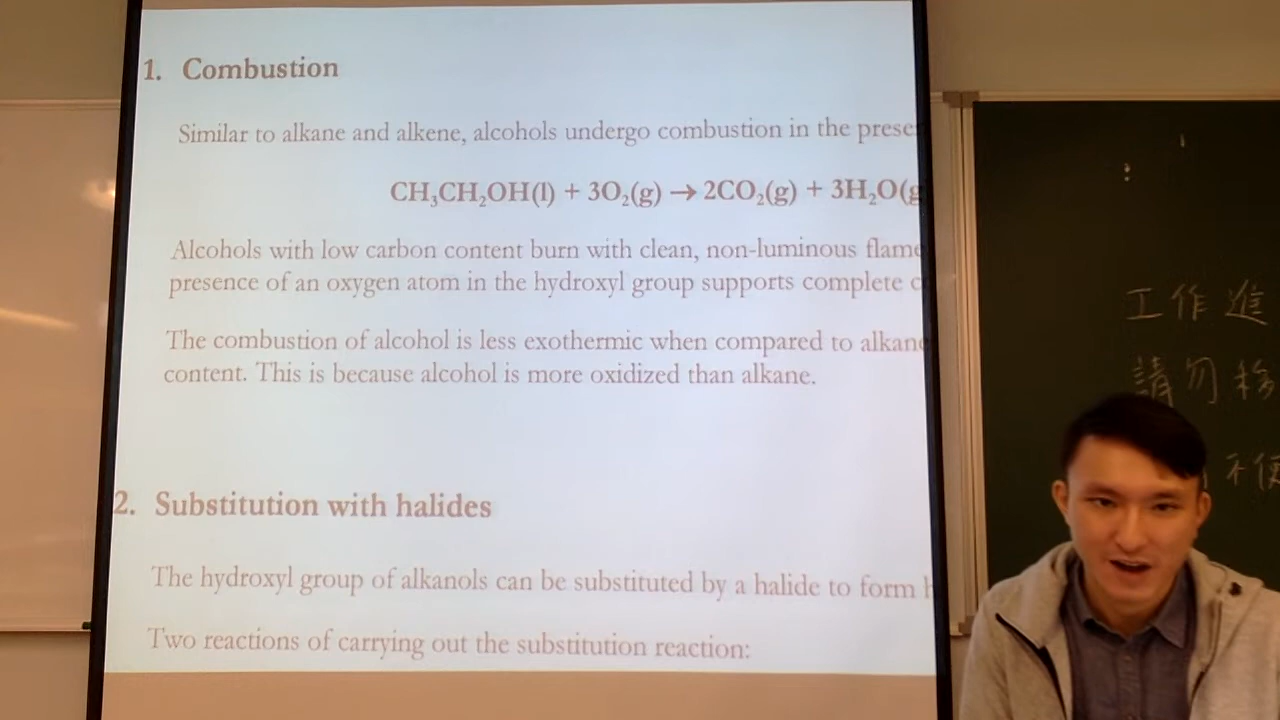 1. Combustion
Similar to alkane and alkene, alcohols undergo combustion in the
CH₃CH₂OH(l) + 3O₂(g) → 2CO₂(g) + 3H₂O(g
Alcohols with low carbon content burn with clean, non-luminous
presence of an oxygen atom in the hydroxyl group supports complete
The combustion of alcohol is less exothermic when compared to
content. This is because alcohol is more oxidized than alkane.
2. Substitution with halides
The hydroxyl group of alkanols can be substituted by a halide to form
Two reactions of carrying out the substitution reaction:
工作進
請勿移
不便